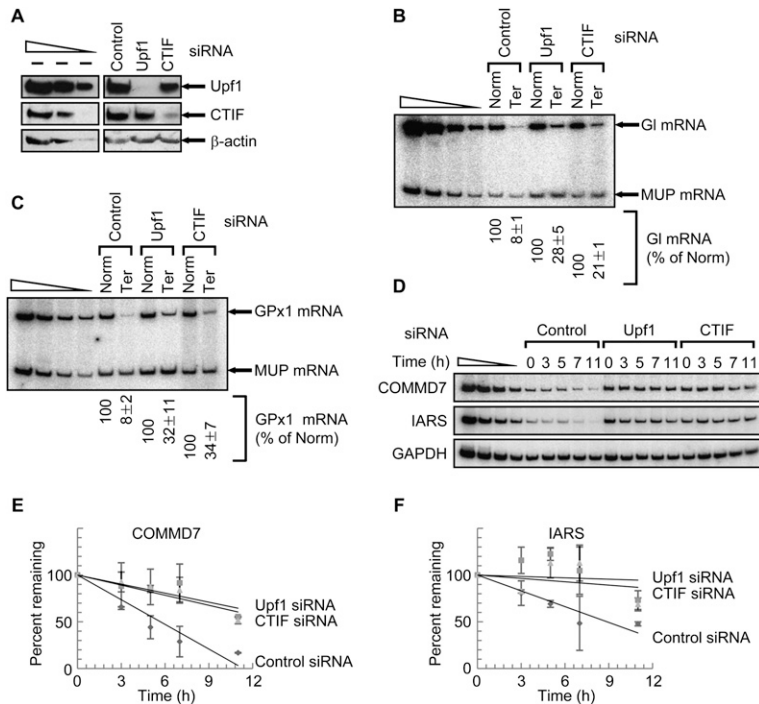 A
Control
Upf1
CTIF
siRNA
Upf1
CTIF
β-actin
B
Control
Upf1
CTIF
siRNA
Norm
Ter
Norm
Ter
Norm
Ter
Gl mRNA
MUP mRNA
100
8±1
100
28±5
100
21±1
Gl mRNA
(% of Norm)
C
Control
Upf1
CTIF
siRNA
Norm
Ter
Norm
Ter
Norm
Ter
GPx1 mRNA
MUP mRNA
100
8±2
100
32±11
100
34±7
GPx1 mRNA
(% of Norm)
D
siRNA Control Upf1 CTIF
Time (h) 0 3 5 7 11 0 3 5 7 11 0 3 5 7 11
COMMD7
IARS
GAPDH
E
COMMD7
Percent remaining
100
50
0
0 3 6 9 12
Time (h)
Upf1 siRNA
CTIF siRNA
Control siRNA
F
IARS
Percent remaining
100
50
0
0 3 6 9 12
Time (h)
Upf1 siRNA
CTIF siRNA
Control siRNA